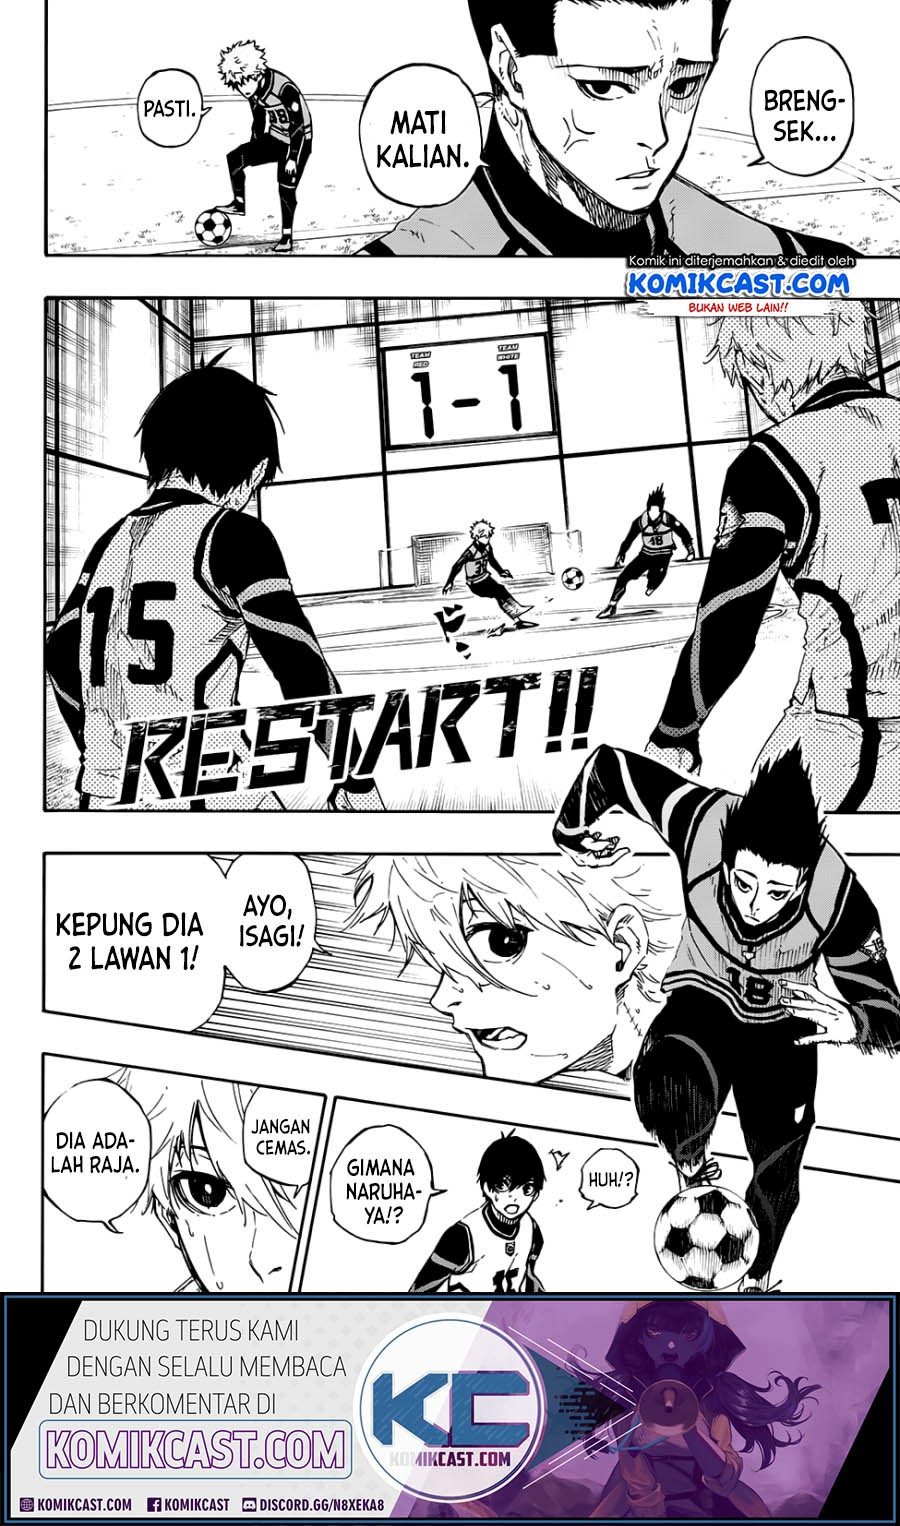 BRENG-
SEK...
MATI
KALIAN.
PASTI.
Komik ini diterjemahkan & diedit oleh
KOMIKCAST.COM
BUKAN WEB LAIN!!
TEAM
RED
TEAM
WHITE
1-1
15
18
RESTART!!
AYO,
ISAGI!
KEPUNG DIA
2 LAWAN 1!
18
HUH!?
GIMANA
NARUHA-
YA!?
JANGAN
CEMAS.
DIA ADA-
LAH RAJA.
DUKUNG TERUS KAMI
DENGAN SELALU MEMBACA
DAN BERKOMENTAR DI
KOMIKCAST.COM
KC
KOMIKCAST.COM
KOMIKCAST.COM
KOMIKCAST
DISCORD.GG/N8XEKA8